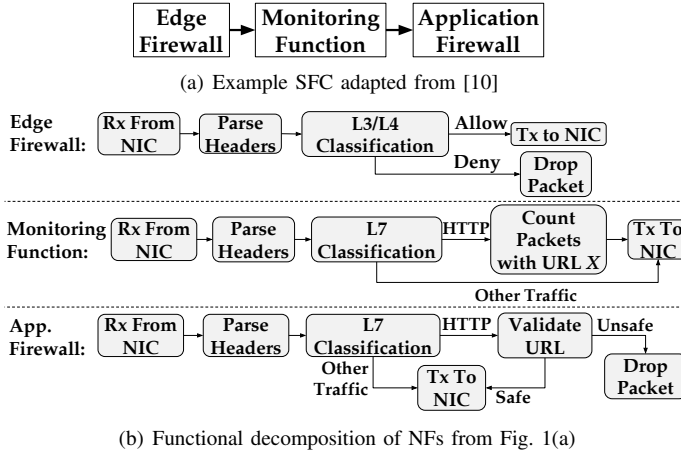 Edge Firewall
Monitoring Function
Application Firewall
(a) Example SFC adapted from [10]
Edge Firewall:
Rx From NIC
Parse Headers
L3/L4 Classification
Allow
Tx to NIC
Deny
Drop Packet
Monitoring Function:
Rx From NIC
Parse Headers
L7 Classification
HTTP
Count Packets with URL X
Tx To NIC
Other Traffic
App. Firewall:
Rx From NIC
Parse Headers
L7 Classification
HTTP
Validate URL
Unsafe
Drop Packet
Other Traffic
Tx To NIC
Safe
(b) Functional decomposition of NFs from Fig. 1(a)